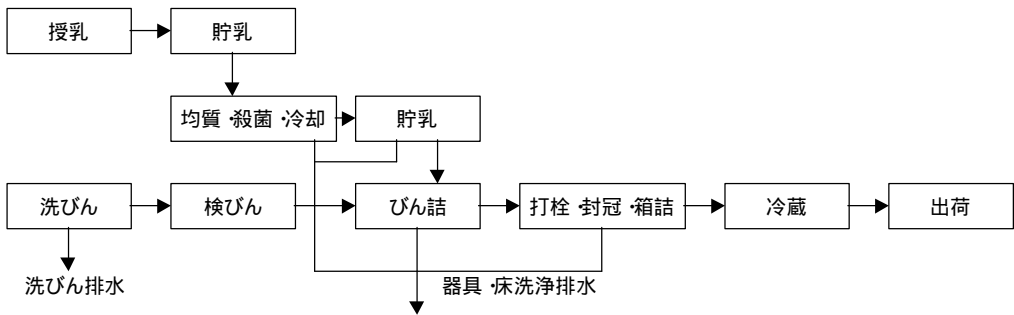 授乳
貯乳
均質・殺菌・冷却
貯乳
洗びん
検びん
びん詰
打栓・封冠・箱詰
冷蔵
出荷
洗びん排水
器具・床洗浄排水